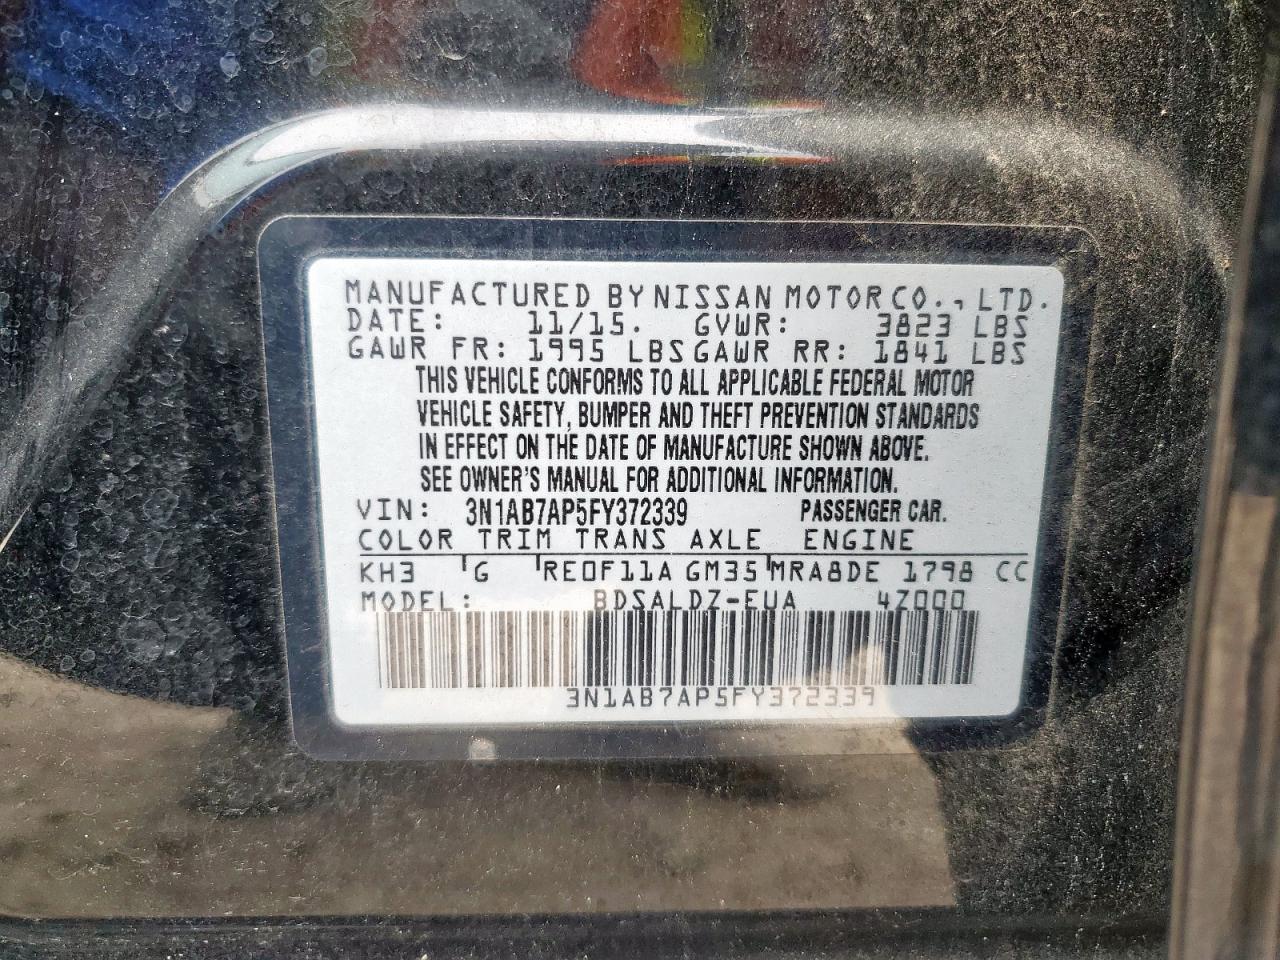 MANUFACTURED BY NISSAN MOTOR CO., LTD.
DATE: 11/15. GVWR: 3823 LBS
GAWR FR: 1995 LBS GAWR RR: 1841 LBS
THIS VEHICLE CONFORMS TO ALL APPLICABLE FEDERAL MOTOR
VEHICLE SAFETY, BUMPER AND THEFT PREVENTION STANDARDS
IN EFFECT ON THE DATE OF MANUFACTURE SHOWN ABOVE.
SEE OWNER'S MANUAL FOR ADDITIONAL INFORMATION.
VIN: 3N1AB7AP5FY372339 PASSENGER CAR.
COLOR TRIM TRANS AXLE ENGINE
KH3 G RE0F11A GM35 MRA8DE 1798 CC
MODEL: BDSALDZ-EUA 4Z000
3N1AB7AP5FY372339